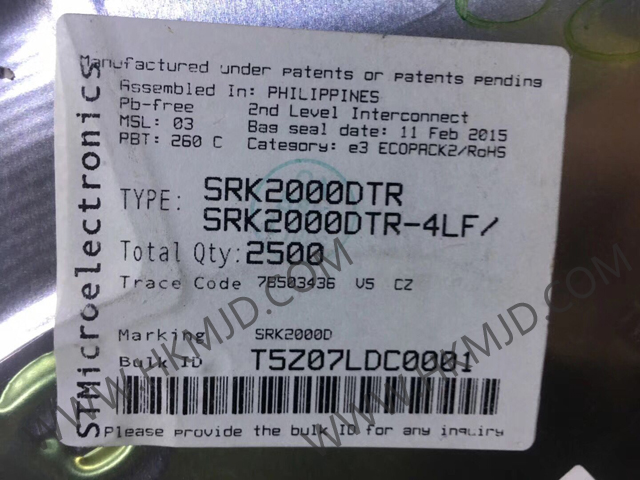 STMicroelectronics
Manufactured under patents or patents pending
Assembled In: PHILIPPINES
Pb-free 2nd Level Interconnect
MSL: 03 Bag seal date: 11 Feb 2015
PBT: 260 C Category: e3 ECOPACK2/RoHS
TYPE: SRK2000DTR
SRK2000DTR-4LF/
Total Qty: 2500
Trace Code 7B503436 V5 CZ
Marking SRK2000D
Bulk ID T5Z07LDC0001
Please provide the bulk ID for any inquiry
WWW.HKMJD.COM
WWW.HKMJD.COM